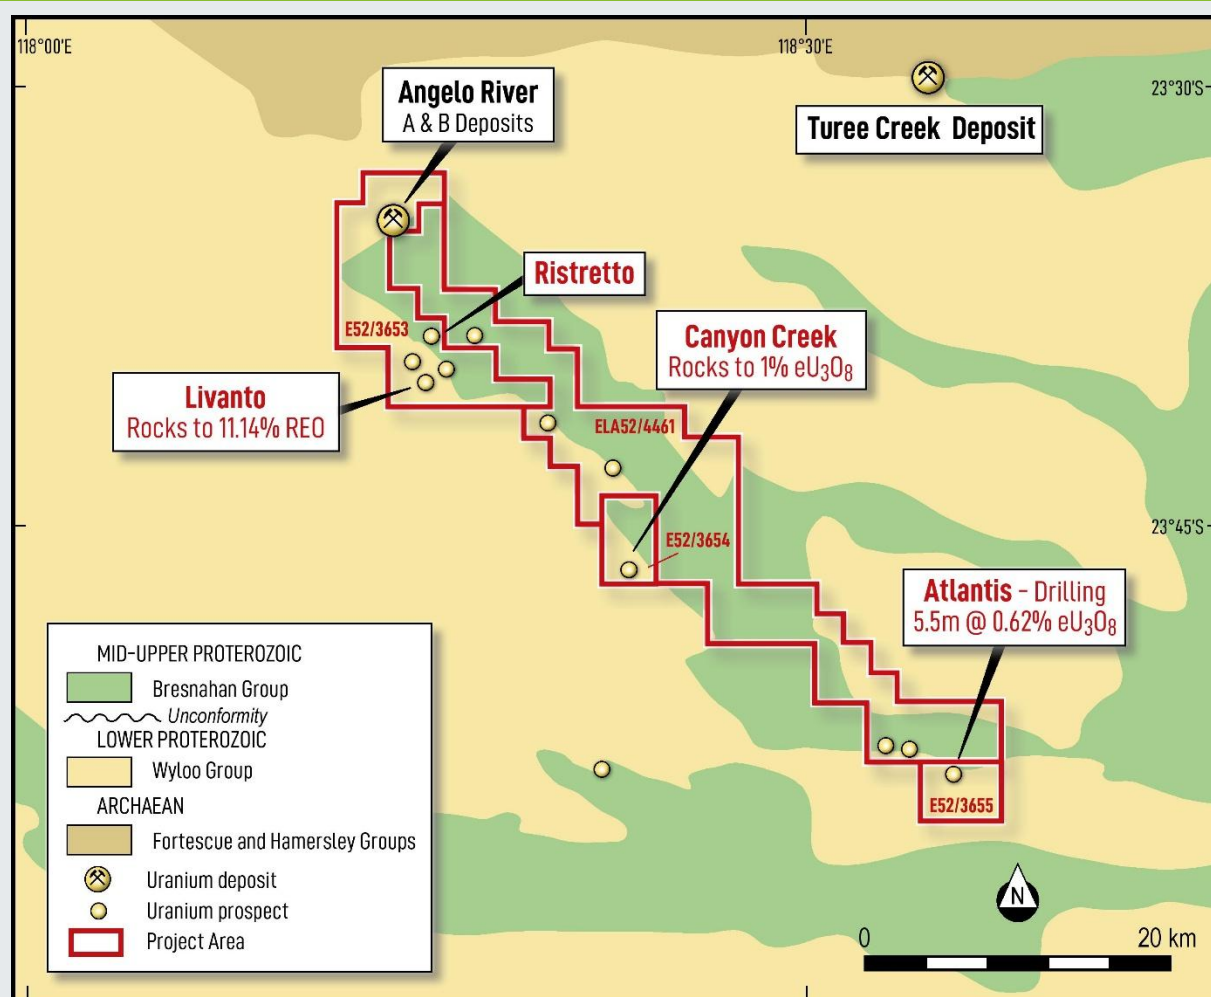 118°00'E
118°30'E
23°30'S
Angelo River
A & B Deposits
Turee Creek Deposit
Ristretto
E52/3653
Canyon Creek
Rocks to 1% eU₃O₈
Livanto
Rocks to 11.14% REO
ELA52/4461
23°45'S
E52/3654
Atlantis - Drilling
5.5m @ 0.62% eU₃O₈
E52/3655
MID-UPPER PROTEROZOIC
Bresnahan Group
Unconformity
LOWER PROTEROZOIC
Wyloo Group
ARCHAEAN
Fortescue and Hamersley Groups
Uranium deposit
Uranium prospect
Project Area
N
0 20 km